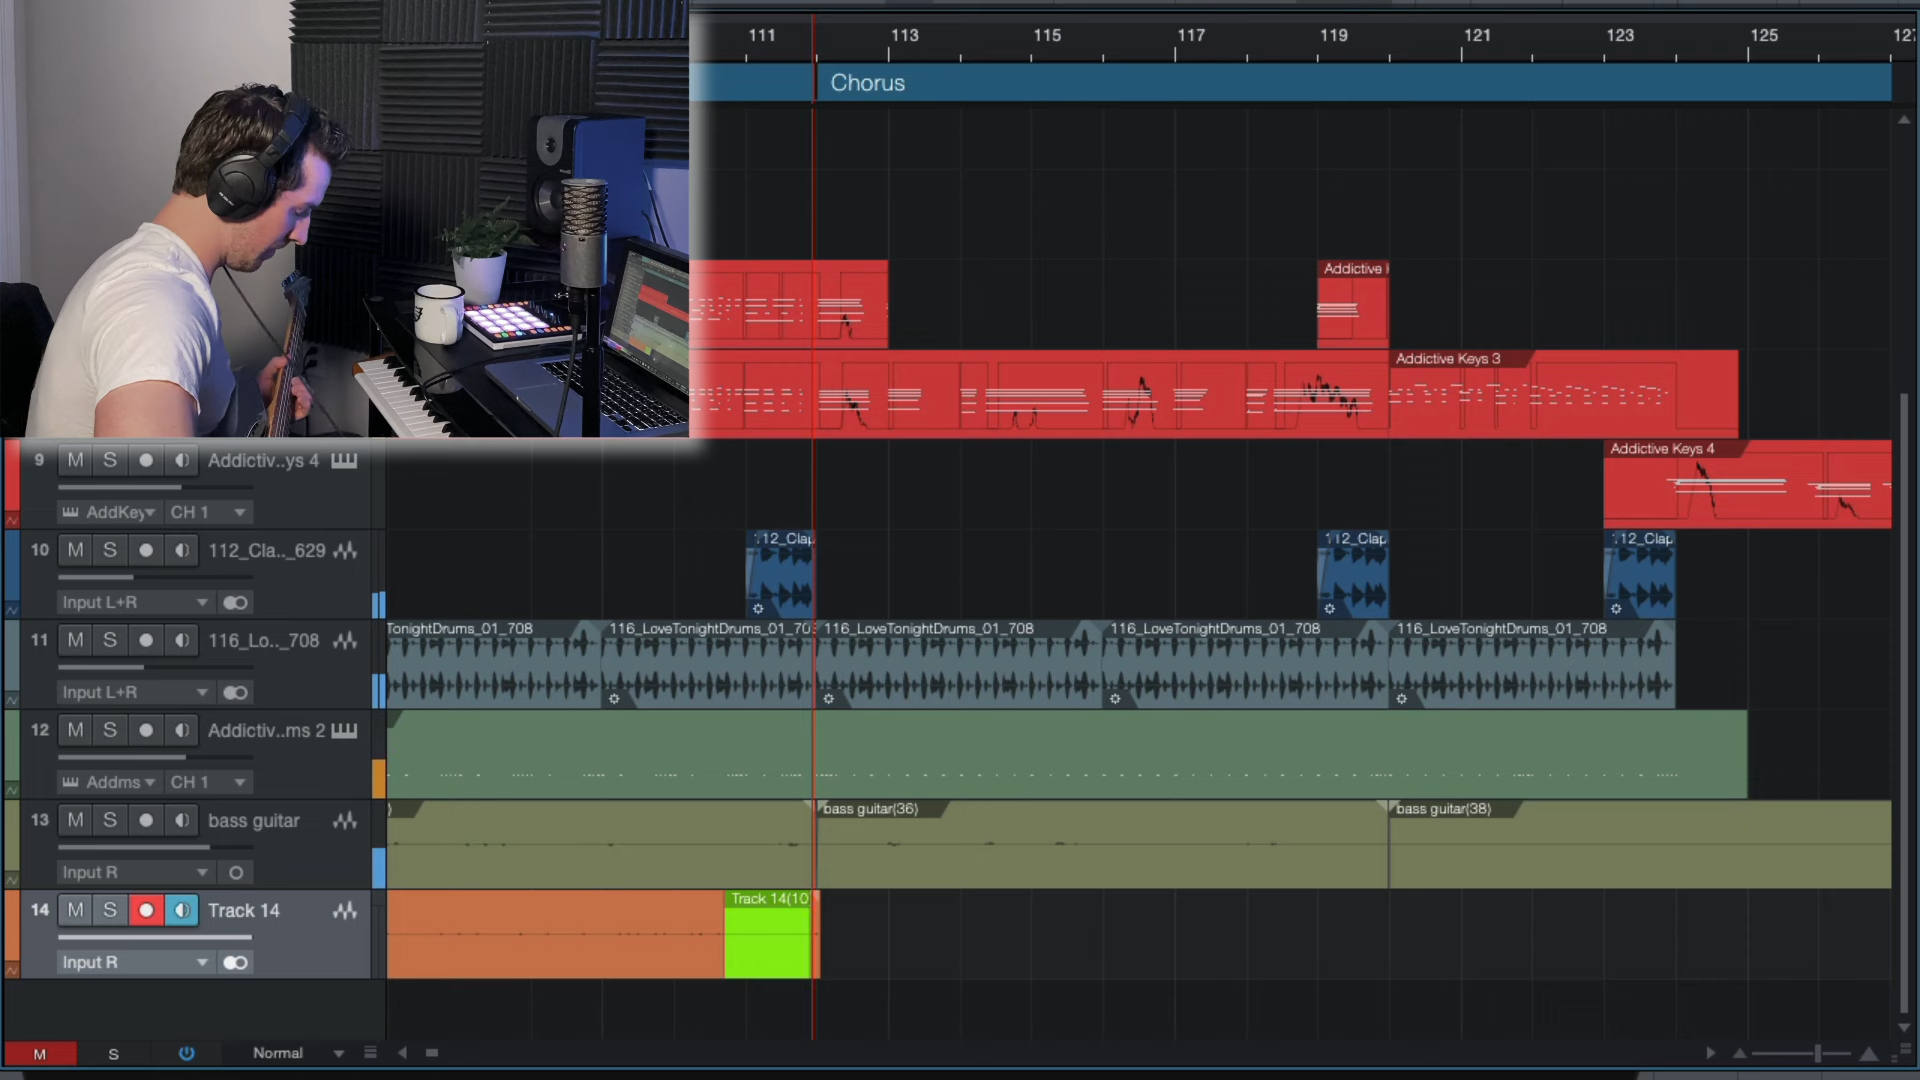 111 113 115 117 119 121 123 125 127
Chorus
Addictive
Addictive Keys 3
Addictive Keys 4
9 M S Addictiv..ys 4
AddKey CH 1
112_Clap 112_Clap 112_Clap
10 M S 112_Cla.._629
Input L+R
TonightDrums_01_708 116_LoveTonightDrums_01_70 116_LoveTonightDrums_01_708 116_LoveTonightDrums_01_708 116_LoveTonightDrums_01_708
11 M S 116_Lo.._708
Input L+R
12 M S Addictiv..ms 2
Addms CH 1
bass guitar(36) bass guitar(38)
13 M S bass guitar
Input R
Track 14(10
14 M S Track 14
Input R
M S Normal